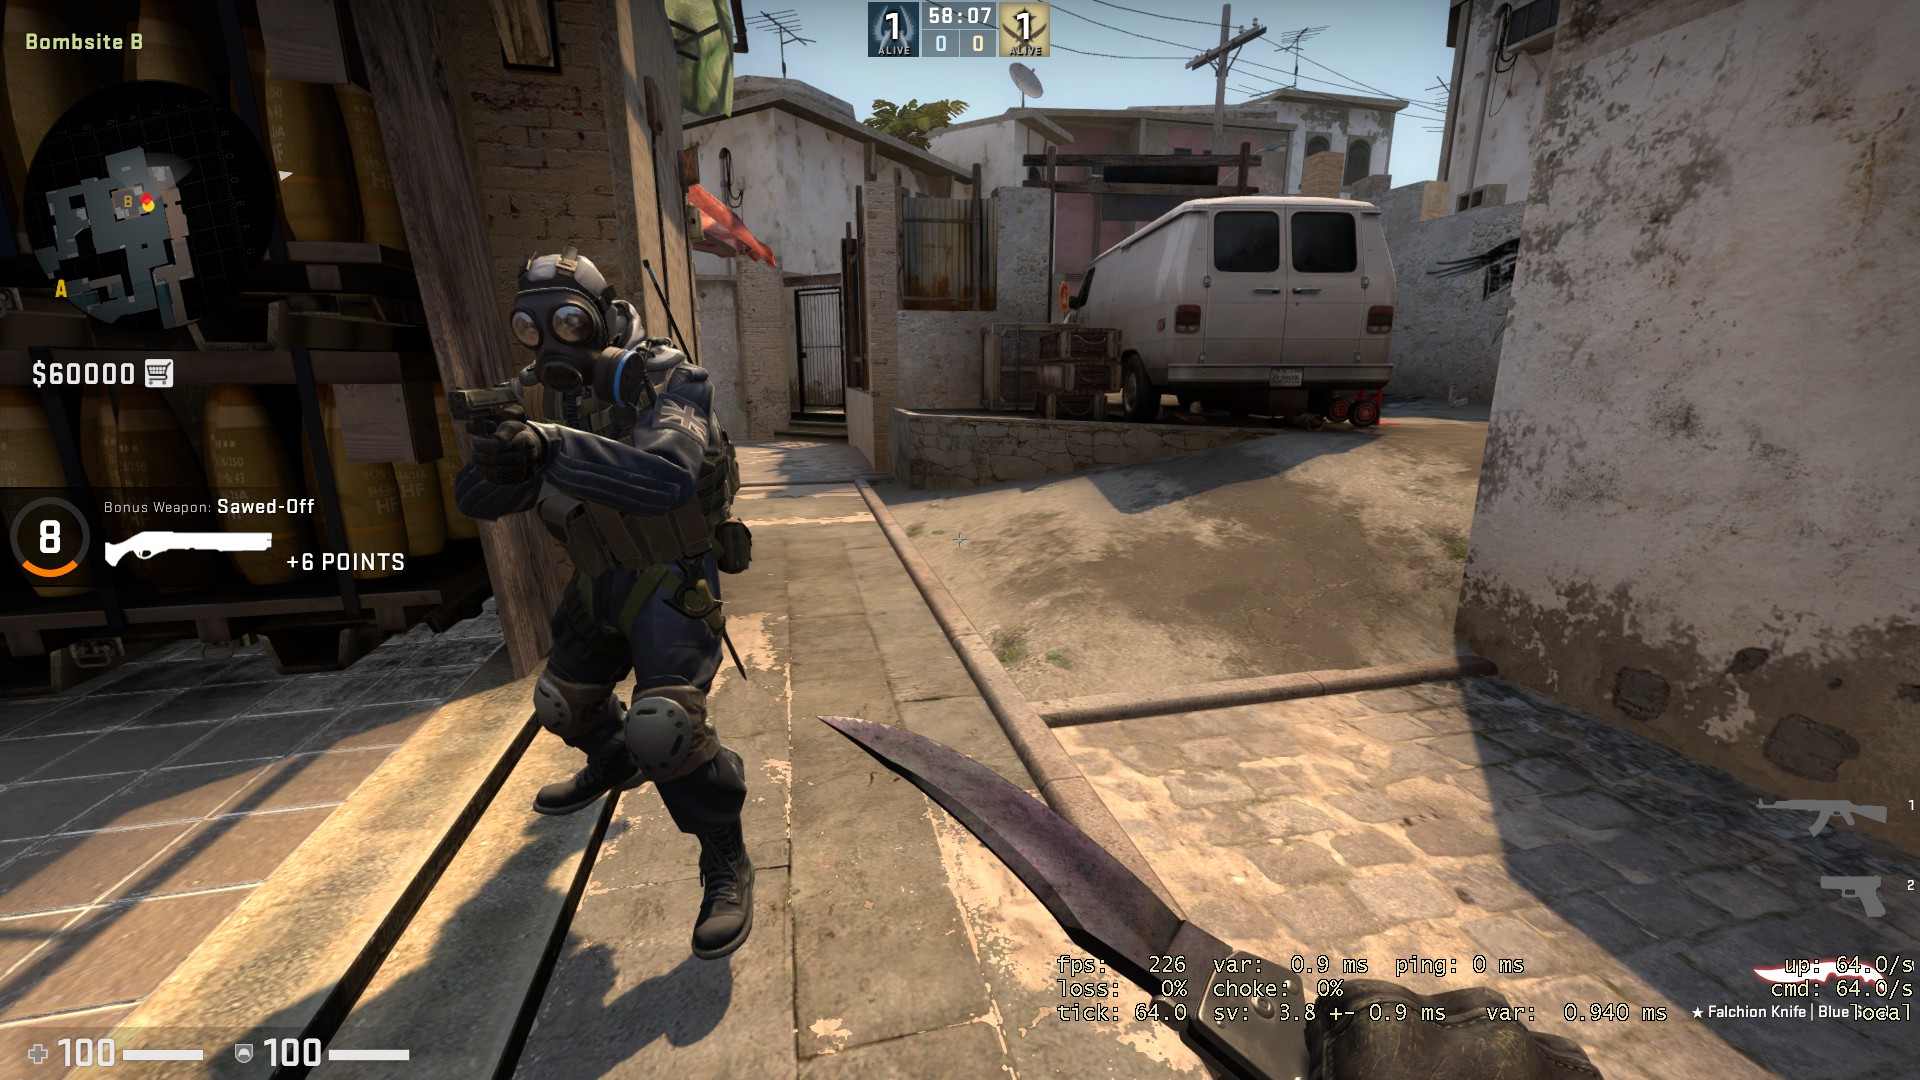 Bombsite B
1 ALIVE
58:07
0 0
1 ALIVE
B
A
$60000
8
Bonus Weapon: Sawed-Off
+6 POINTS
1
2
fps: 226 var: 0.9 ms ping: 0 ms
up: 64.0/s
loss: 0% choke: 0%
cmd: 64.0/s
tick: 64.0 sv: 3.8 +- 0.9 ms var: 0.940 ms
★ Falchion Knife | Blue
local
100
100